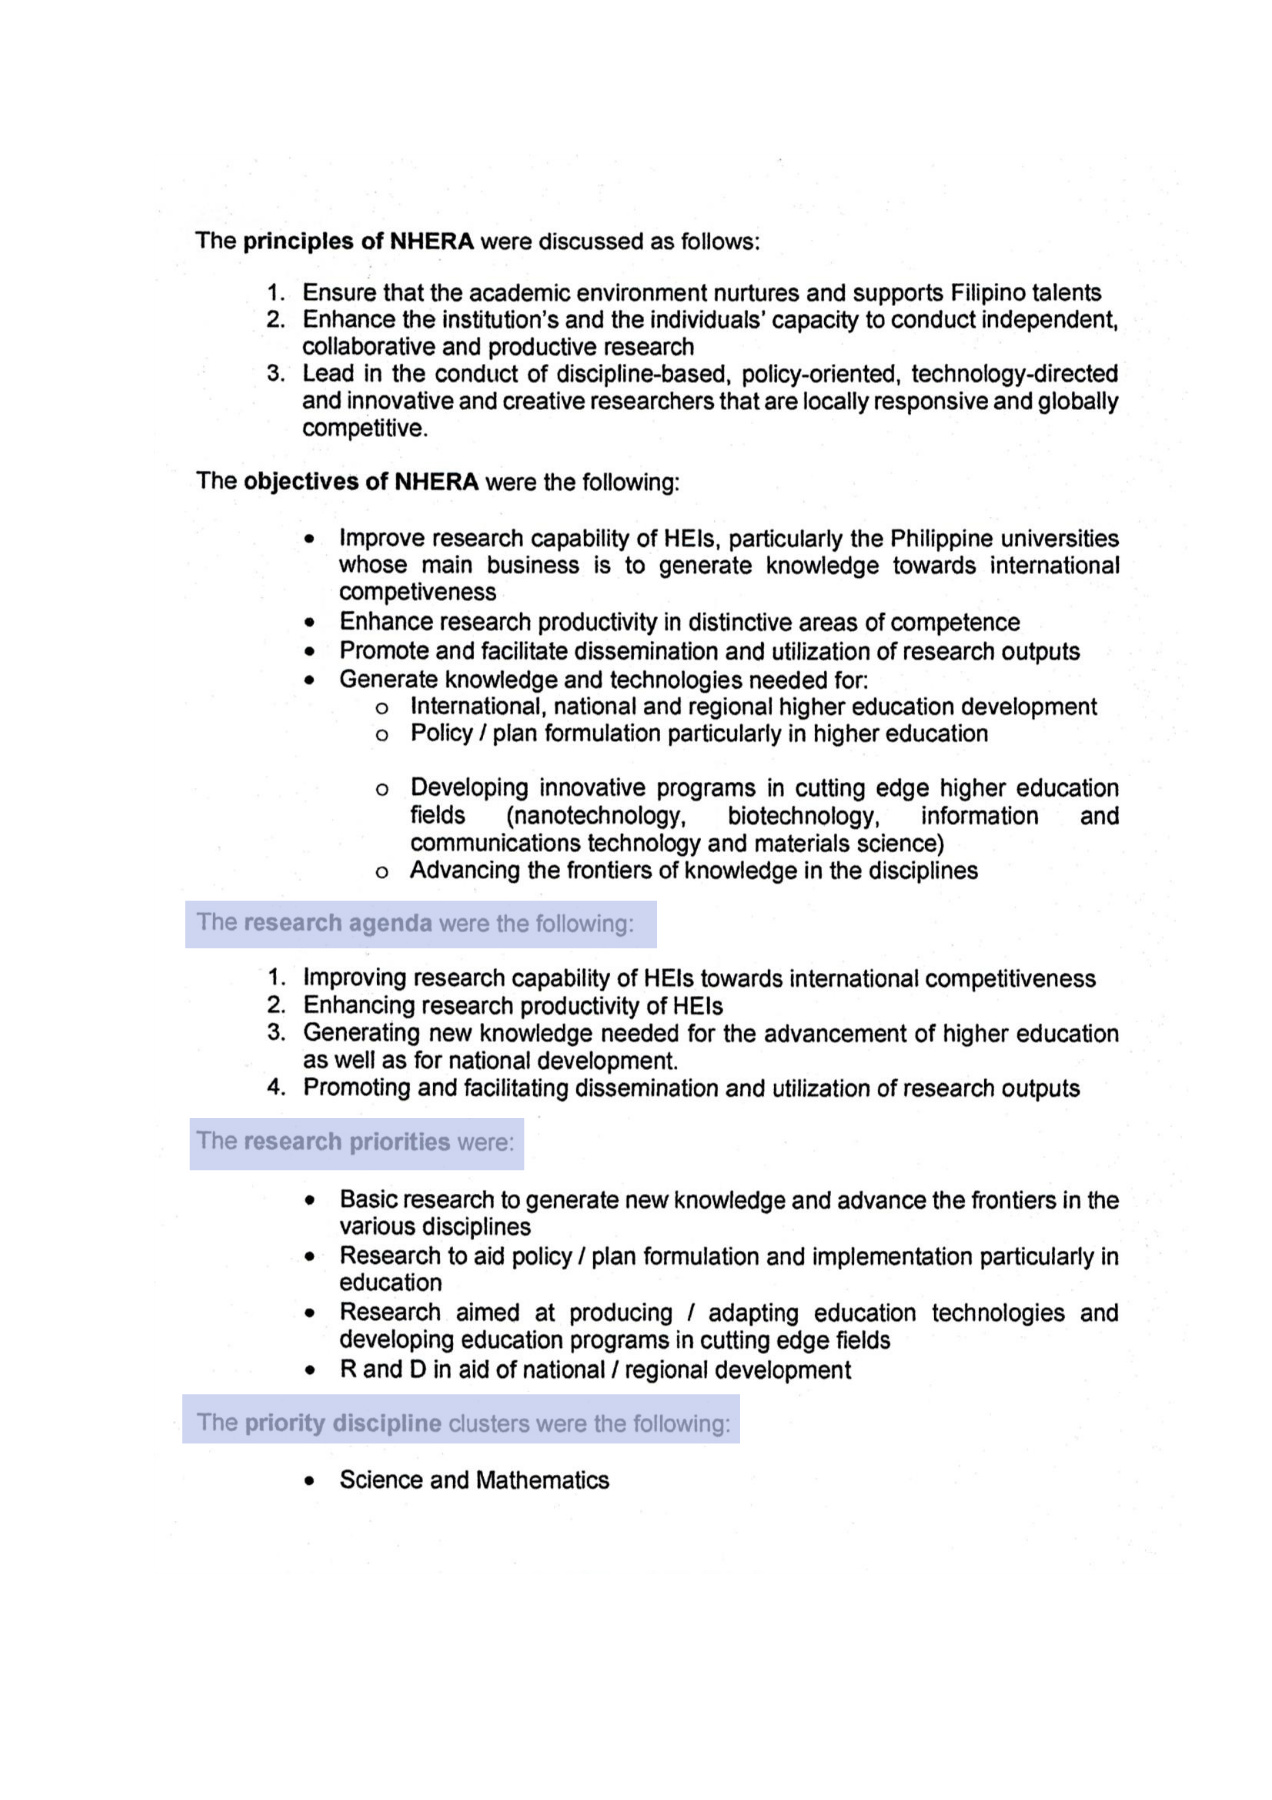 The principles of NHERA were discussed as follows:
1. Ensure that the academic environment nurtures and supports Filipino talents
2. Enhance the institution's and the individuals' capacity to conduct independent,
collaborative and productive research
3. Lead in the conduct of discipline-based, policy-oriented, technology-directed
and innovative and creative researchers that are locally responsive and globally
competitive.
The objectives of NHERA were the following:
• Improve research capability of HEIs, particularly the Philippine universities
whose main business is to generate knowledge towards international
competiveness
• Enhance research productivity in distinctive areas of competence
• Promote and facilitate dissemination and utilization of research outputs
• Generate knowledge and technologies needed for:
o International, national and regional higher education development
o Policy / plan formulation particularly in higher education
o Developing innovative programs in cutting edge higher education
fields (nanotechnology, biotechnology, information and
communications technology and materials science)
o Advancing the frontiers of knowledge in the disciplines
The research agenda were the following:
1. Improving research capability of HEIs towards international competitiveness
2. Enhancing research productivity of HEIs
3. Generating new knowledge needed for the advancement of higher education
as well as for national development.
4. Promoting and facilitating dissemination and utilization of research outputs
The research priorities were:
• Basic research to generate new knowledge and advance the frontiers in the
various disciplines
• Research to aid policy / plan formulation and implementation particularly in
education
• Research aimed at producing / adapting education technologies and
developing education programs in cutting edge fields
• R and D in aid of national / regional development
The priority discipline clusters were the following:
• Science and Mathematics